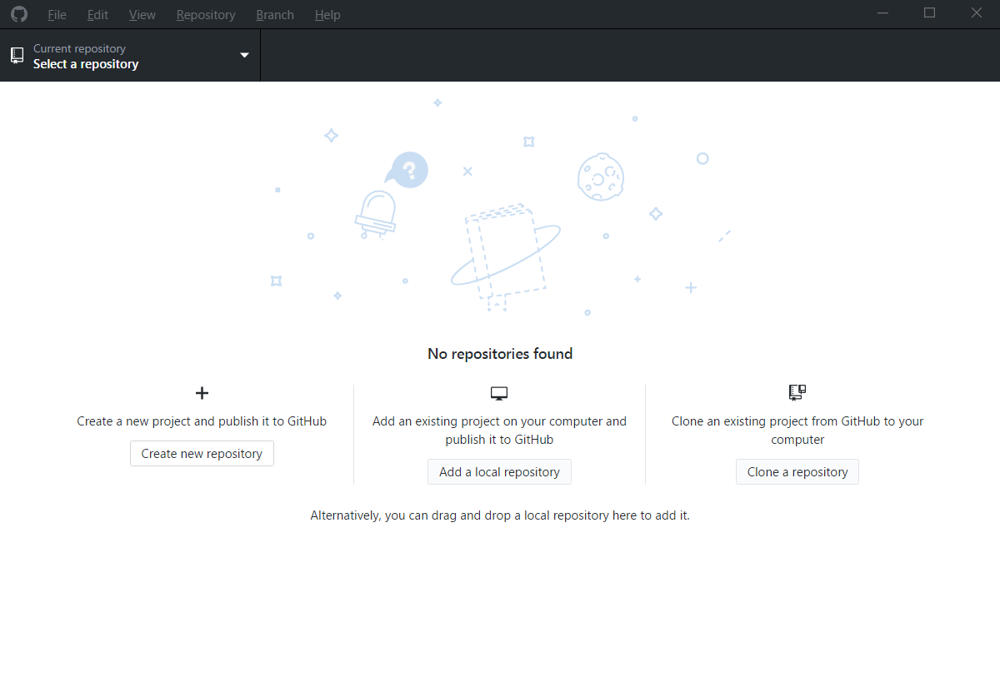 File Edit View Repository Branch Help
Current repository
Select a repository
?
No repositories found
Create a new project and publish it to GitHub
Create new repository
Add an existing project on your computer and
publish it to GitHub
Add a local repository
Clone an existing project from GitHub to your
computer
Clone a repository
Alternatively, you can drag and drop a local repository here to add it.